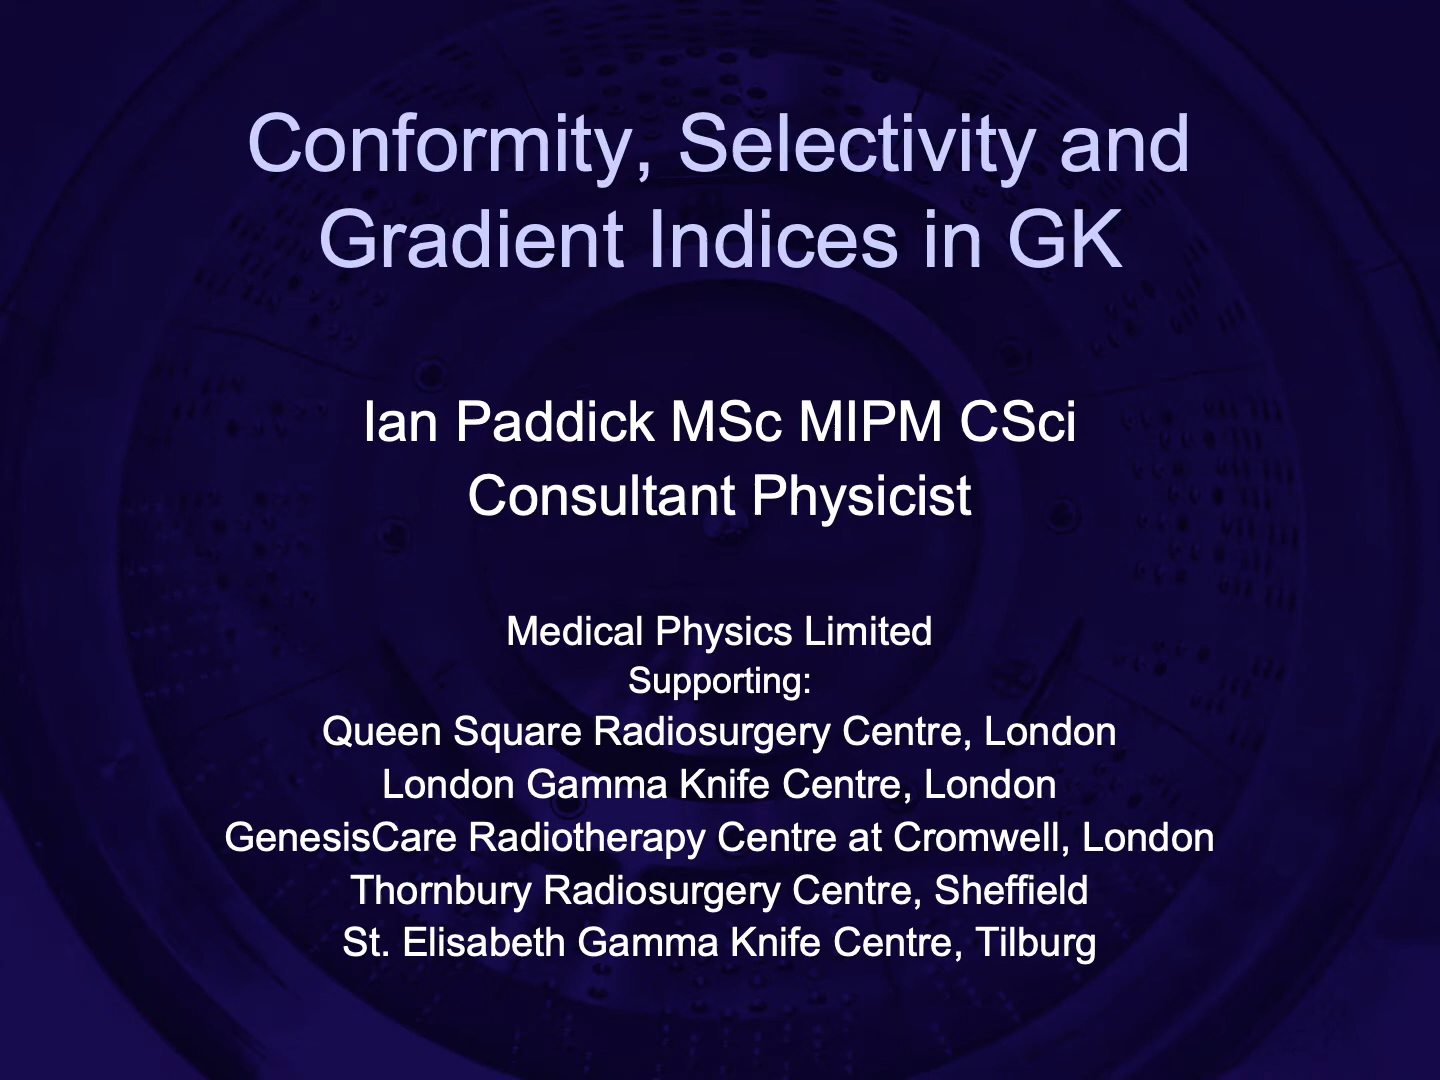 Conformity, Selectivity and
Gradient Indices in GK
Ian Paddick MSc MIPM CSci
Consultant Physicist
Medical Physics Limited
Supporting:
Queen Square Radiosurgery Centre, London
London Gamma Knife Centre, London
GenesisCare Radiotherapy Centre at Cromwell, London
Thornbury Radiosurgery Centre, Sheffield
St. Elisabeth Gamma Knife Centre, Tilburg